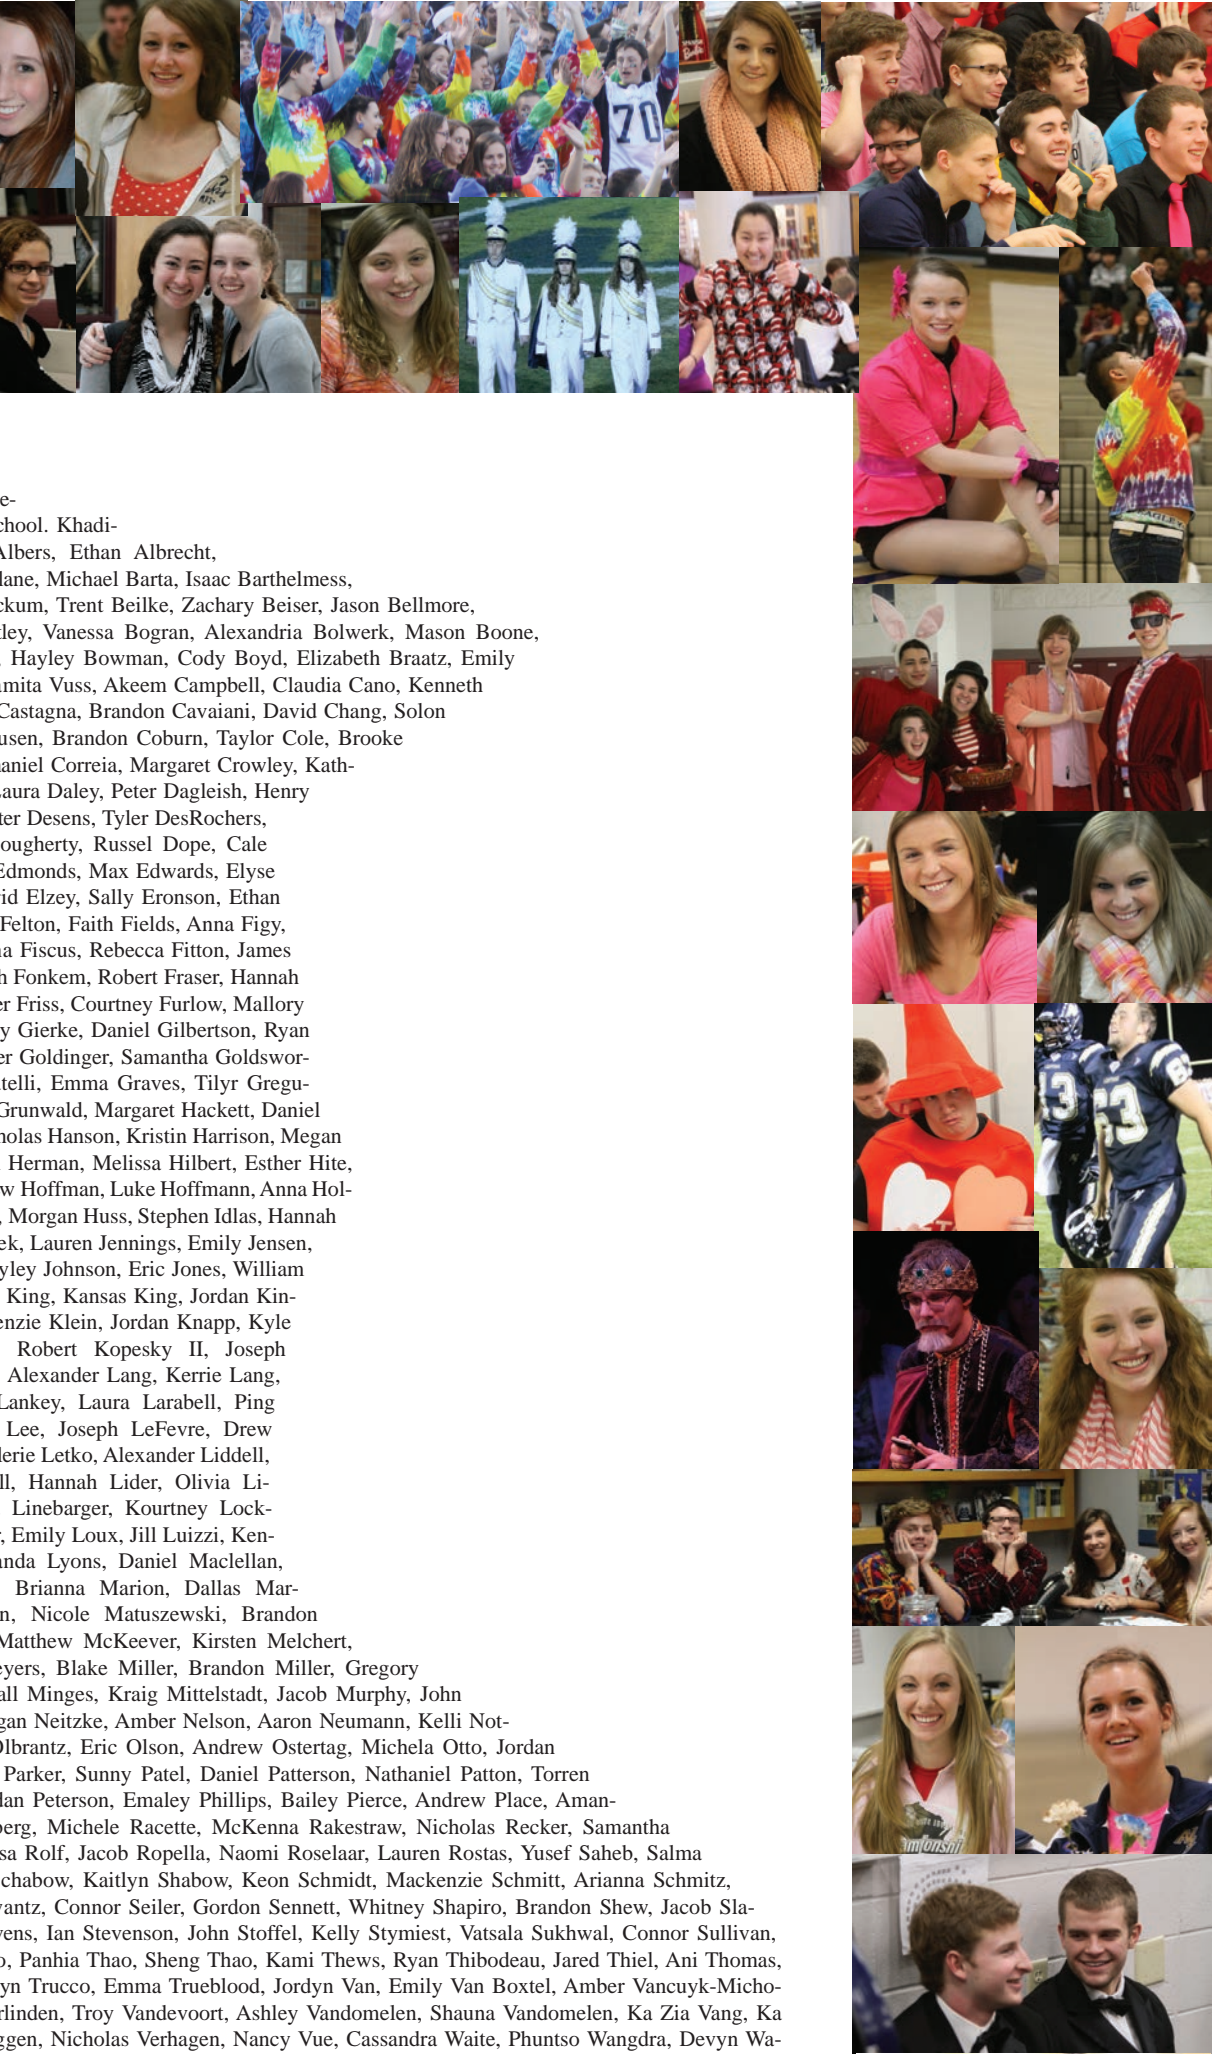 70
e-
chool. Khadi-
Albers, Ethan Albrecht,
lane, Michael Barta, Isaac Barthelmess,
ckum, Trent Beilke, Zachary Beiser, Jason Bellmore,
ley, Vanessa Bogran, Alexandria Bolwerk, Mason Boone,
, Hayley Bowman, Cody Boyd, Elizabeth Braatz, Emily
mita Vuss, Akeem Campbell, Claudia Cano, Kenneth
Castagna, Brandon Cavaiani, David Chang, Solon
usen, Brandon Coburn, Taylor Cole, Brooke
aniel Correia, Margaret Crowley, Kath-
Laura Daley, Peter Dagleish, Henry
ter Desens, Tyler DesRochers,
ougherty, Russel Dope, Cale
Edmonds, Max Edwards, Elyse
rid Elzey, Sally Eronson, Ethan
Felton, Faith Fields, Anna Figy,
na Fiscus, Rebecca Fitton, James
h Fonkem, Robert Fraser, Hannah
er Friss, Courtney Furlow, Mallory
y Gierke, Daniel Gilbertson, Ryan
er Goldinger, Samantha Goldswor-
telli, Emma Graves, Tilyr Gregu-
Grunwald, Margaret Hackett, Daniel
holas Hanson, Kristin Harrison, Megan
Herman, Melissa Hilbert, Esther Hite,
w Hoffman, Luke Hoffmann, Anna Hol-
, Morgan Huss, Stephen Idlas, Hannah
ek, Lauren Jennings, Emily Jensen,
yley Johnson, Eric Jones, William
King, Kansas King, Jordan Kin-
enzie Klein, Jordan Knapp, Kyle
Robert Kopesky II, Joseph
Alexander Lang, Kerrie Lang,
Lankey, Laura Larabell, Ping
Lee, Joseph LeFevre, Drew
lerie Letko, Alexander Liddell,
ll, Hannah Lider, Olivia Li-
Linebarger, Kourtney Lock-
, Emily Loux, Jill Luizzi, Ken-
anda Lyons, Daniel Maclellan,
Brianna Marion, Dallas Mar-
n, Nicole Matuszewski, Brandon
Matthew McKeever, Kirsten Melchert,
eyers, Blake Miller, Brandon Miller, Gregory
all Minges, Kraig Mittelstadt, Jacob Murphy, John
gan Neitzke, Amber Nelson, Aaron Neumann, Kelli Not-
Olbrantz, Eric Olson, Andrew Ostertag, Michela Otto, Jordan
Parker, Sunny Patel, Daniel Patterson, Nathaniel Patton, Torren
dan Peterson, Emaley Phillips, Bailey Pierce, Andrew Place, Aman-
berg, Michele Racette, McKenna Rakestraw, Nicholas Recker, Samantha
sa Rolf, Jacob Ropella, Naomi Roselaar, Lauren Rostas, Yusef Saheb, Salma
chabow, Kaitlyn Shabow, Keon Schmidt, Mackenzie Schmitt, Arianna Schmitz,
vantz, Connor Seiler, Gordon Sennett, Whitney Shapiro, Brandon Shew, Jacob Sla-
vens, Ian Stevenson, John Stoffel, Kelly Stymiest, Vatsala Sukhwal, Connor Sullivan,
o, Panhia Thao, Sheng Thao, Kami Thews, Ryan Thibodeau, Jared Thiel, Ani Thomas,
yn Trucco, Emma Trueblood, Jordyn Van, Emily Van Boxtel, Amber Vancuyk-Micho-
rlinden, Troy Vandevoort, Ashley Vandomelen, Shauna Vandomelen, Ka Zia Vang, Ka
ggen, Nicholas Verhagen, Nancy Vue, Cassandra Waite, Phuntso Wangdra, Devyn Wa-